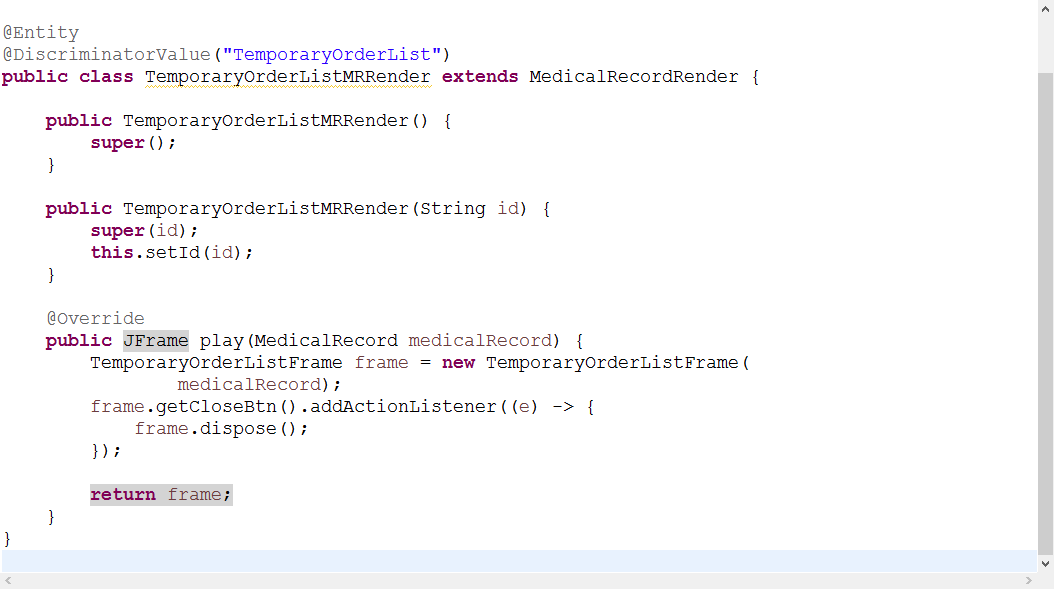 @Entity
@DiscriminatorValue("TemporaryOrderList")
public class TemporaryOrderListMRRender extends MedicalRecordRender {
public TemporaryOrderListMRRender() {
super();
}
public TemporaryOrderListMRRender(String id) {
super(id);
this.setId(id);
}
@Override
public JFrame play(MedicalRecord medicalRecord) {
TemporaryOrderListFrame frame = new TemporaryOrderListFrame(
medicalRecord);
frame.getCloseBtn().addActionListener((e) -> {
frame.dispose();
});
return frame;
}
}